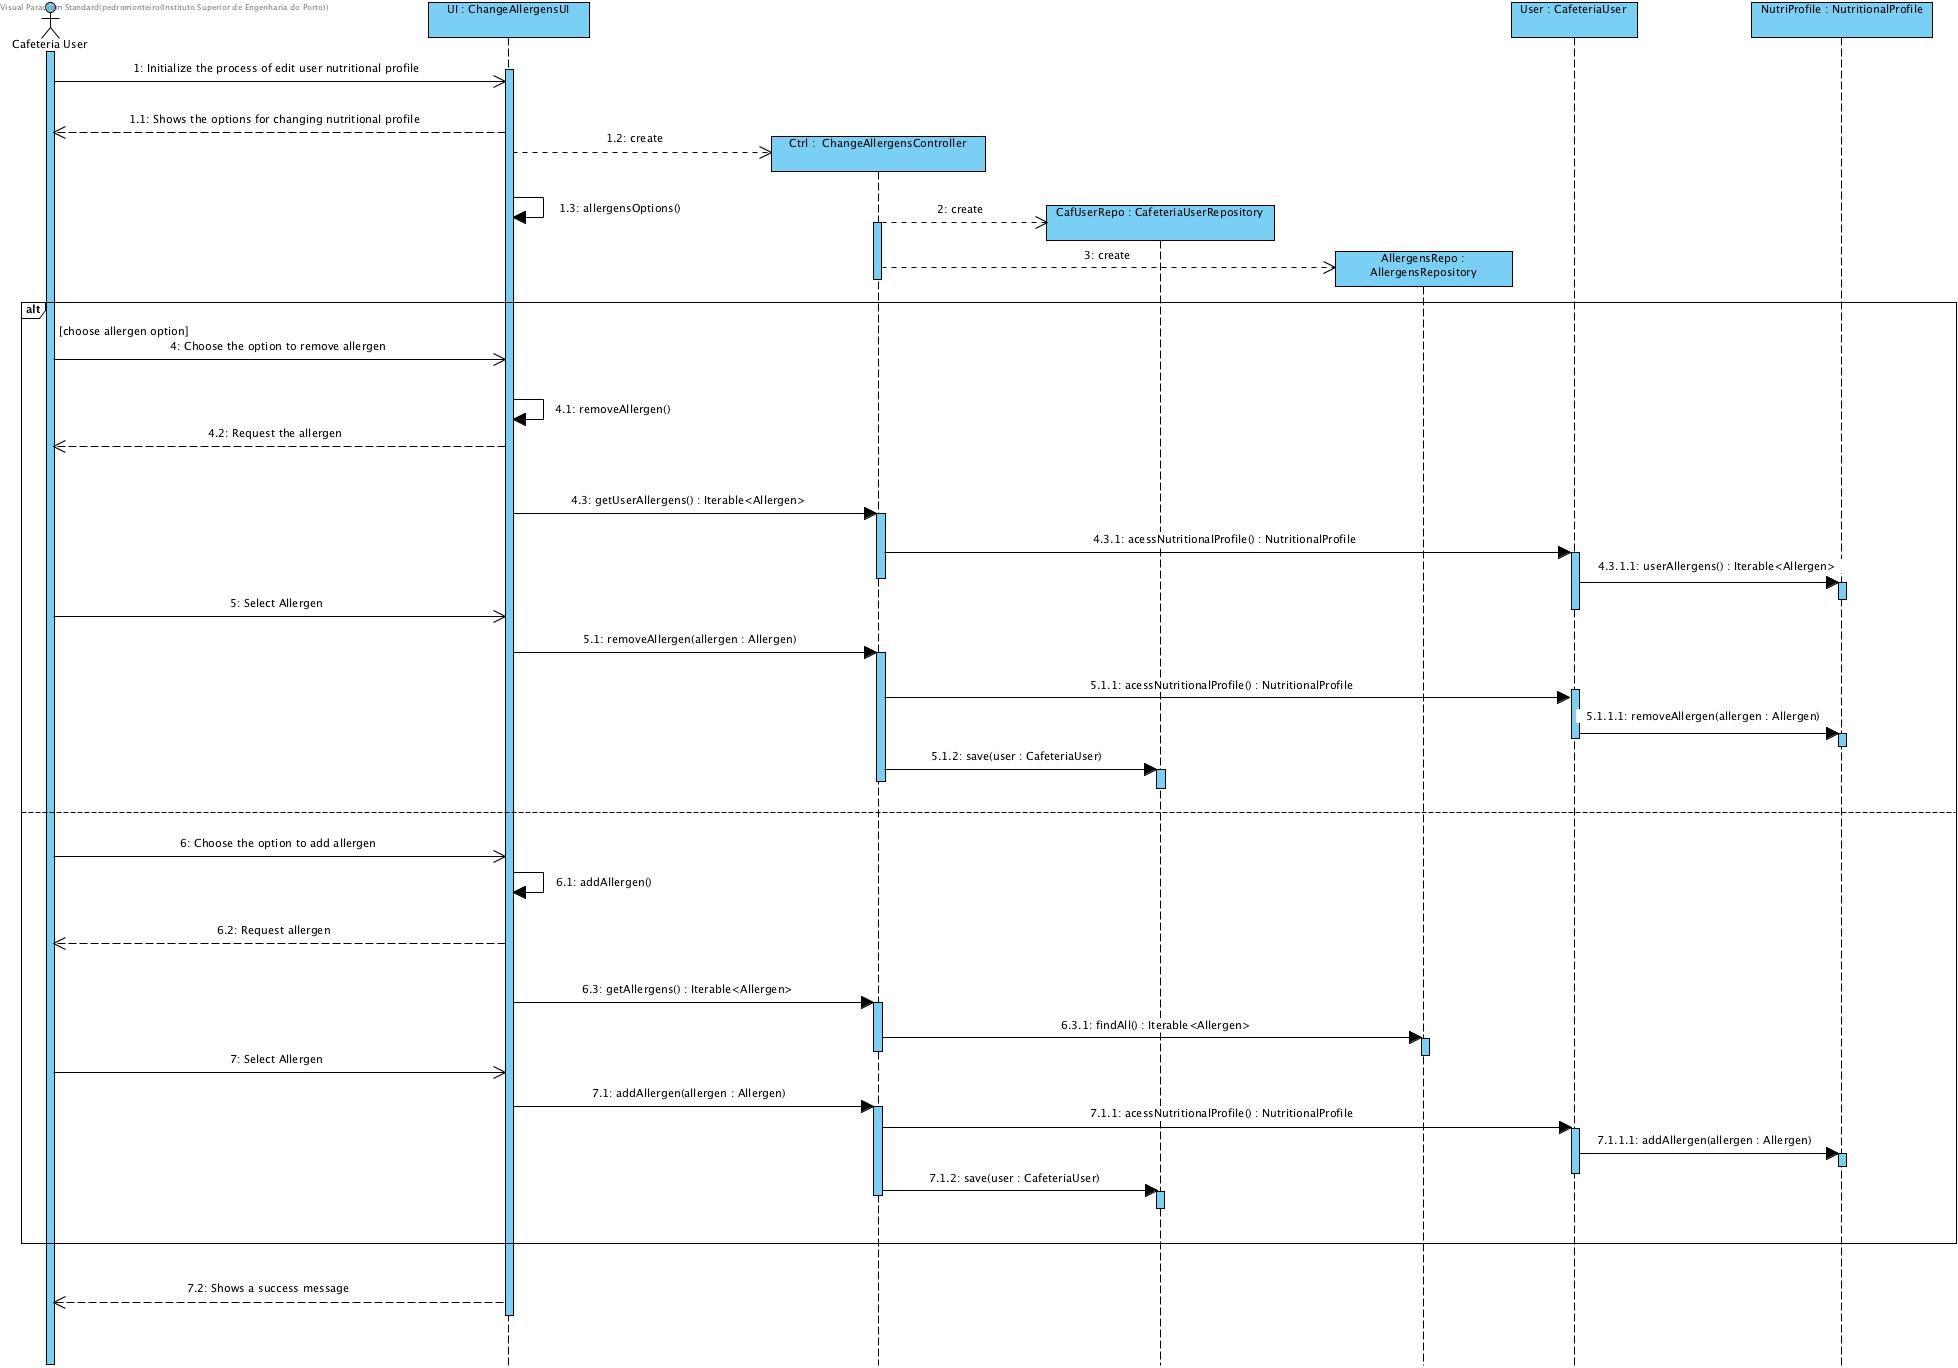 Visual Paradigm Standard(pedromonteiro(Instituto Superior de Engenharia do Porto))
Cafeteria User
UI : ChangeAllergensUI
User : CafeteriaUser
NutriProfile : NutritionalProfile
1: Initialize the process of edit user nutritional profile
1.1: Shows the options for changing nutritional profile
1.2: create
Ctrl : ChangeAllergensController
1.3: allergensOptions()
2: create
CafUserRepo : CafeteriaUserRepository
3: create
AllergensRepo :
AllergensRepository
alt
[choose allergen option]
4: Choose the option to remove allergen
4.1: removeAllergen()
4.2: Request the allergen
4.3: getUserAllergens() : Iterable<Allergen>
4.3.1: acessNutritionalProfile() : NutritionalProfile
4.3.1.1: userAllergens() : Iterable<Allergen>
5: Select Allergen
5.1: removeAllergen(allergen : Allergen)
5.1.1: acessNutritionalProfile() : NutritionalProfile
5.1.1.1: removeAllergen(allergen : Allergen)
5.1.2: save(user : CafeteriaUser)
6: Choose the option to add allergen
6.1: addAllergen()
6.2: Request allergen
6.3: getAllergens() : Iterable<Allergen>
6.3.1: findAll() : Iterable<Allergen>
7: Select Allergen
7.1: addAllergen(allergen : Allergen)
7.1.1: acessNutritionalProfile() : NutritionalProfile
7.1.1.1: addAllergen(allergen : Allergen)
7.1.2: save(user : CafeteriaUser)
7.2: Shows a success message